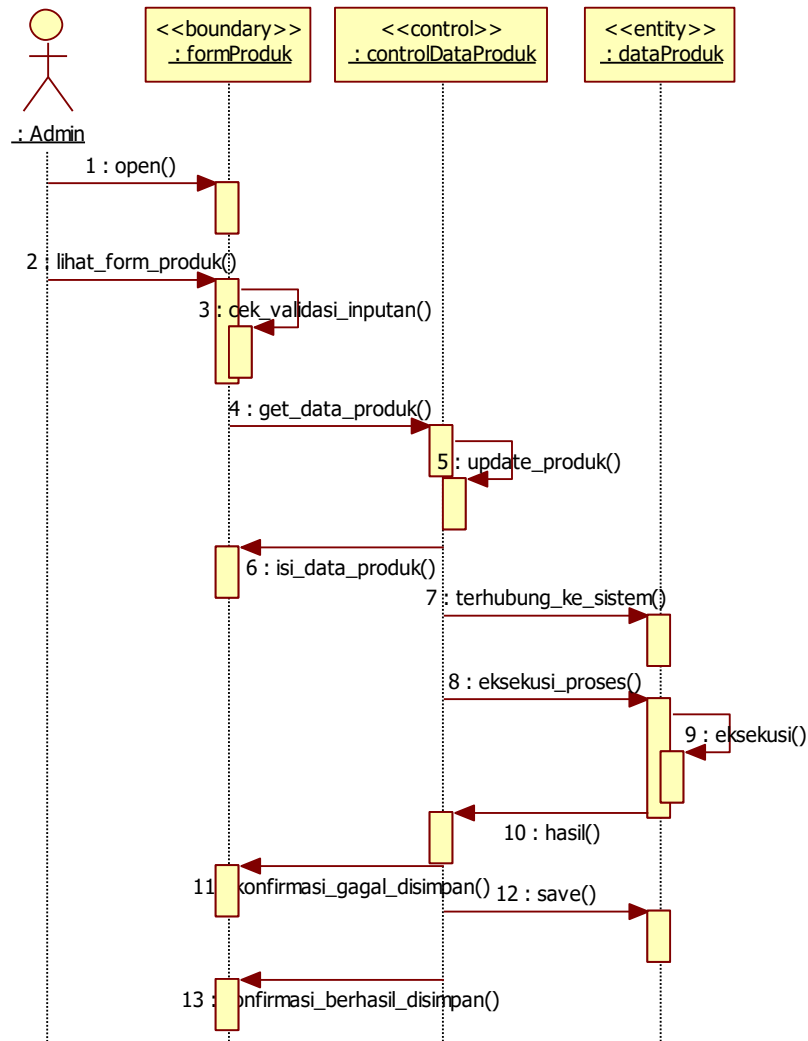 <<boundary>>
: formProduk
<<control>>
: controlDataProduk
<<entity>>
: dataProduk
: Admin
1 : open()
2 : lihat_form_produk()
3 : cek_validasi_inputan()
4 : get_data_produk()
5 : update_produk()
6 : isi_data_produk()
7 : terhubung_ke_sistem()
8 : eksekusi_proses()
9 : eksekusi()
10 : hasil()
11 : konfirmasi_gagal_disimpan()
12 : save()
13 : konfirmasi_berhasil_disimpan()